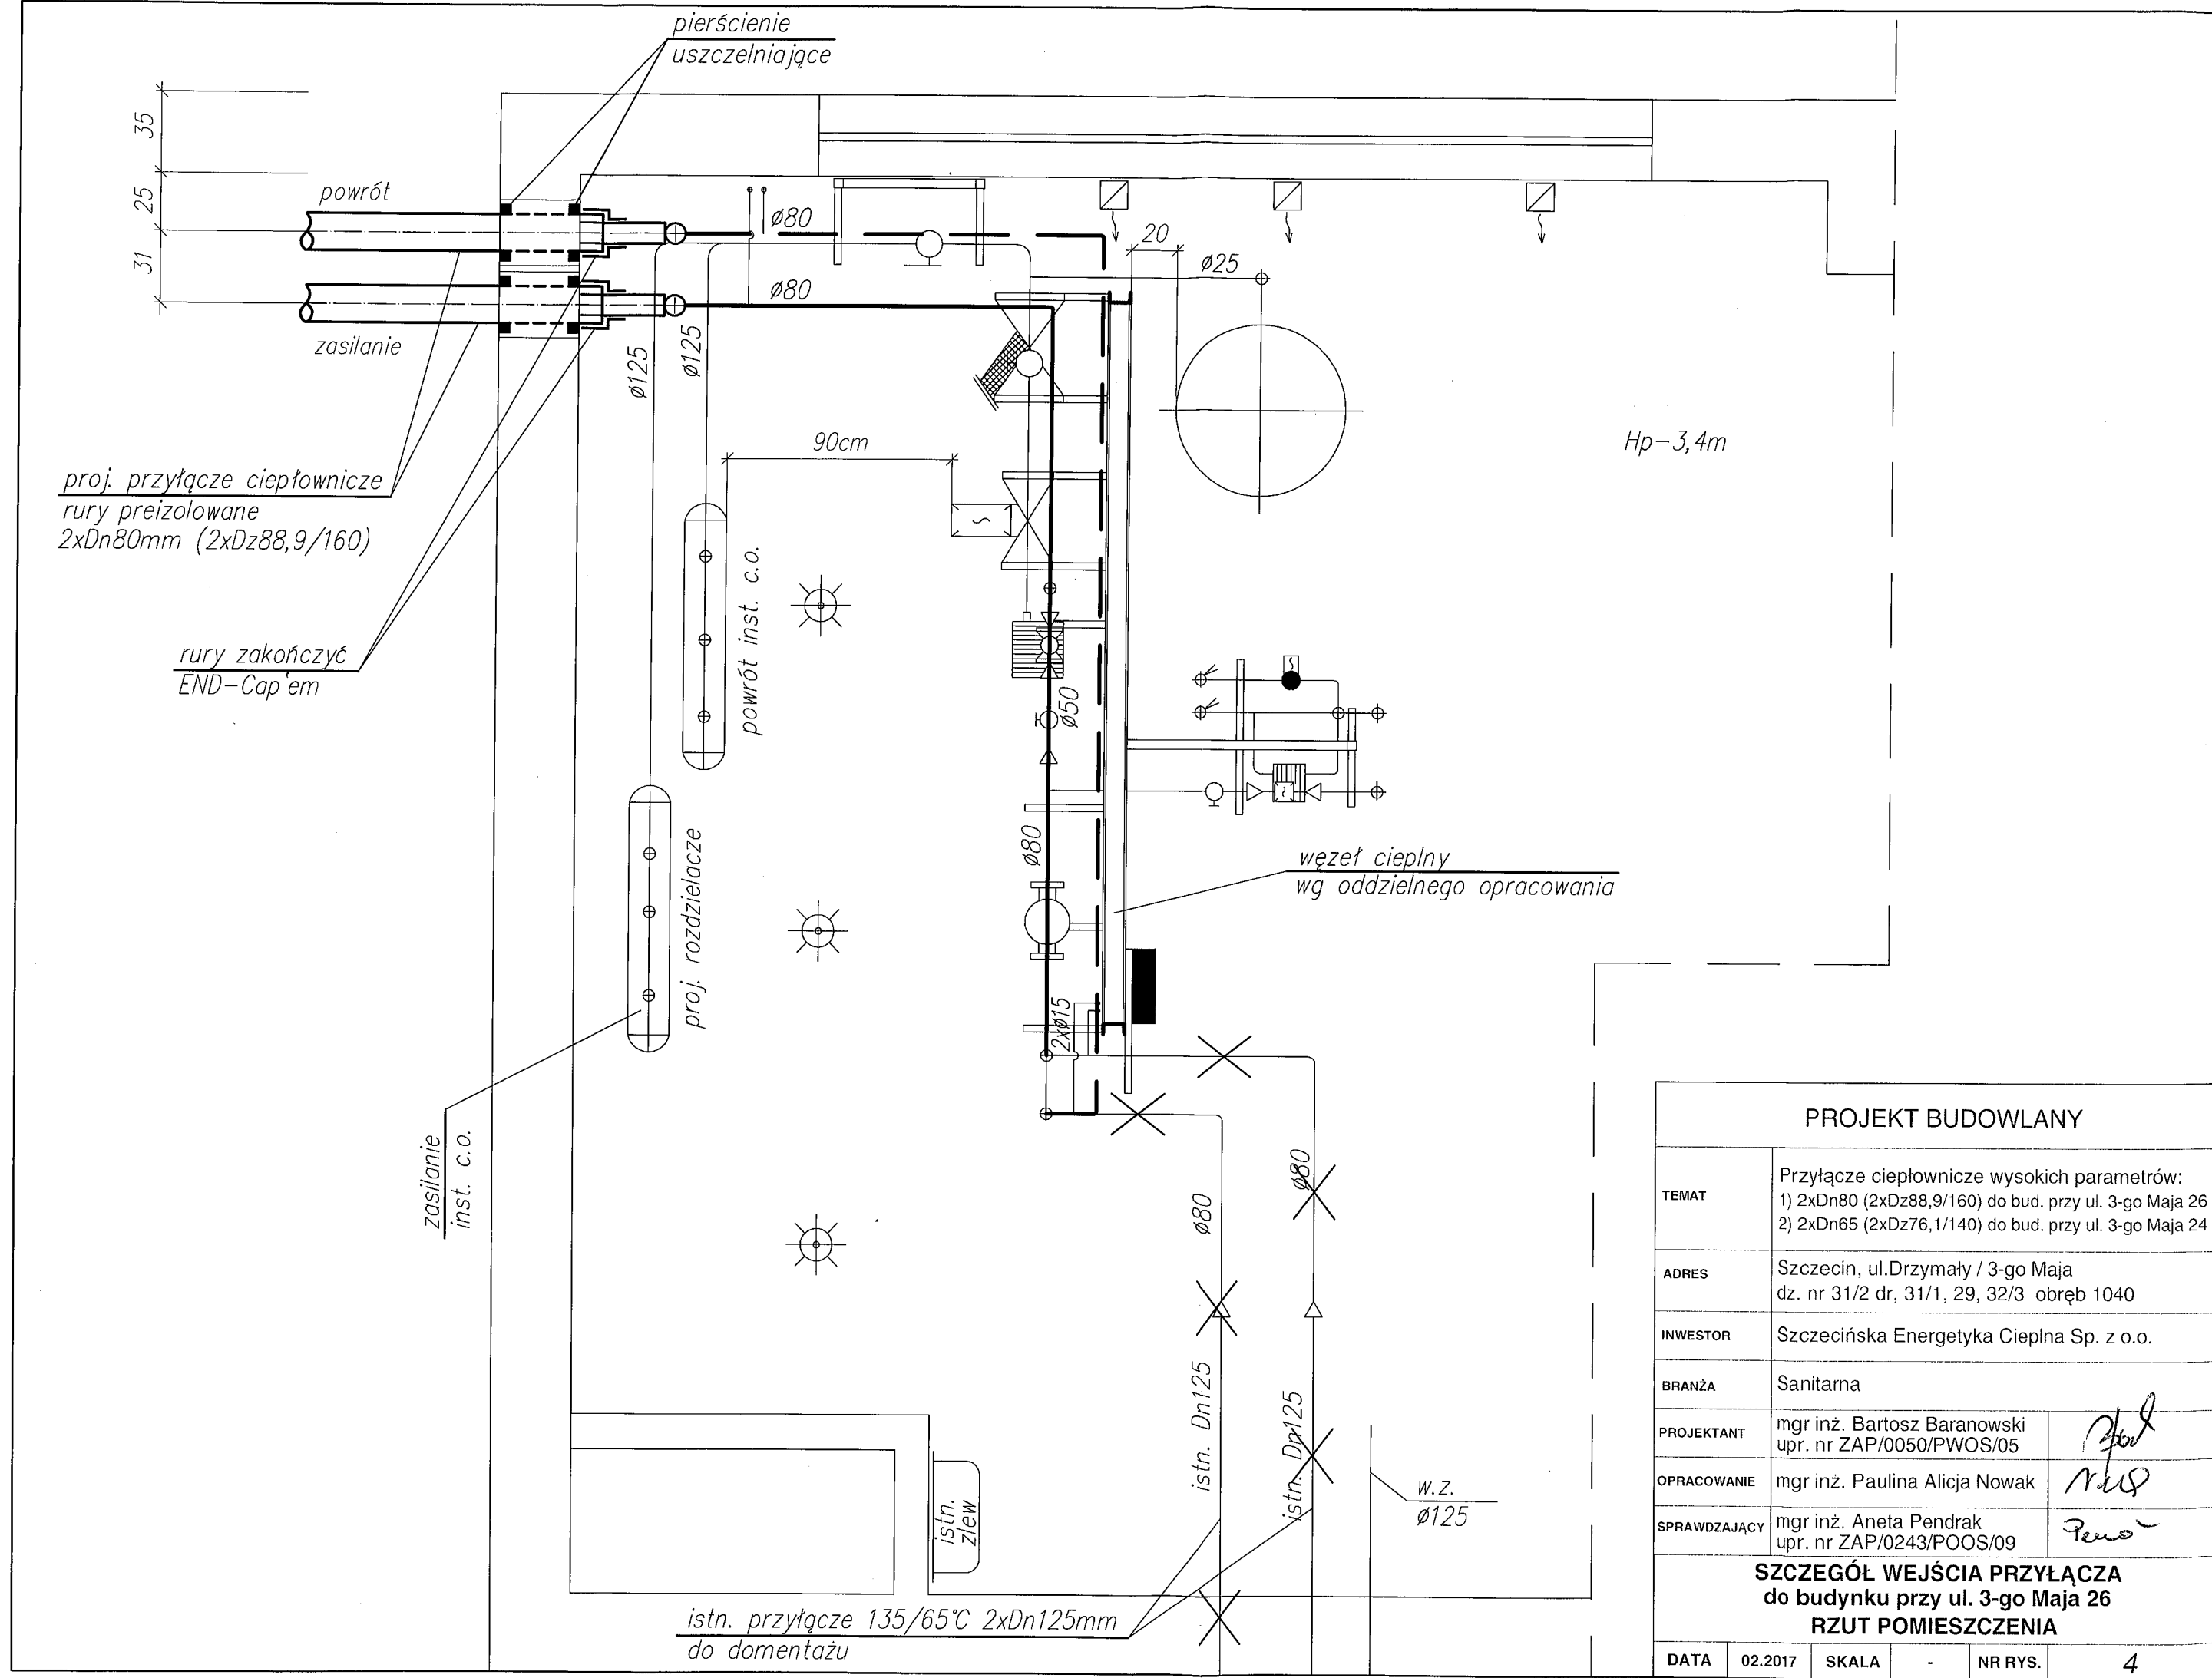 pierścienie
uszczelniające
35
25
31
powrót
zasilanie
ø80
ø80
20
ø25
ø125
ø125
90cm
Hp-3,4m
proj. przyłącze ciepłownicze
rury preizolowane
2xDn80mm (2xDz88,9/160)
rury zakończyć
END-Cap'em
powrót inst. c.o.
ø50
ø80
proj. rozdzielacze
węzeł cieplny
wg oddzielnego opracowania
2xø15
zasilanie
inst. c.o.
ø80
ø80
istn. Dn125
istn. Dn125
w.z.
ø125
istn.
zlew
istn. przyłącze 135/65°C 2xDn125mm
do domentażu
PROJEKT BUDOWLANY
TEMAT
Przyłącze ciepłownicze wysokich parametrów:
1) 2xDn80 (2xDz88,9/160) do bud. przy ul. 3-go Maja 26
2) 2xDn65 (2xDz76,1/140) do bud. przy ul. 3-go Maja 24
ADRES
Szczecin, ul.Drzymały / 3-go Maja
dz. nr 31/2 dr, 31/1, 29, 32/3 obręb 1040
INWESTOR Szczecińska Energetyka Cieplna Sp. z o.o.
BRANŻA Sanitarna
PROJEKTANT
mgr inż. Bartosz Baranowski
upr. nr ZAP/0050/PWOS/05
OPRACOWANIE mgr inż. Paulina Alicja Nowak
SPRAWDZAJĄCY
mgr inż. Aneta Pendrak
upr. nr ZAP/0243/POOS/09
SZCZEGÓŁ WEJŚCIA PRZYŁĄCZA
do budynku przy ul. 3-go Maja 26
RZUT POMIESZCZENIA
DATA 02.2017 SKALA - NR RYS. 4